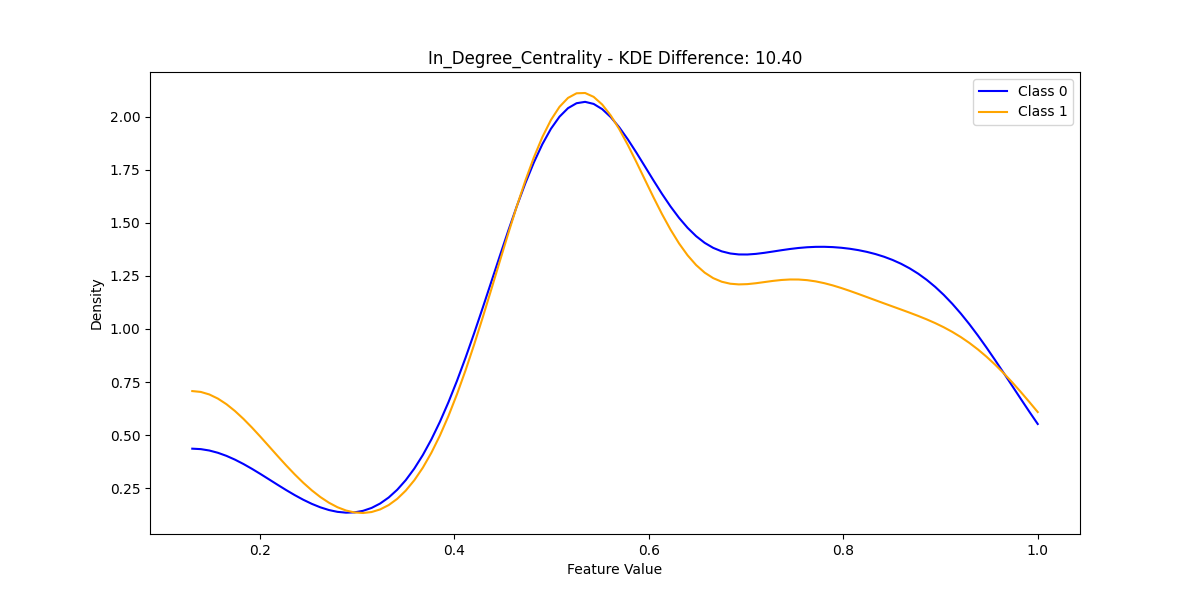 In_Degree_Centrality - KDE Difference: 10.40
Class 0
Class 1
2.00
1.75
1.50
1.25
1.00
0.75
0.50
0.25
Density
0.2 0.4 0.6 0.8 1.0
Feature Value